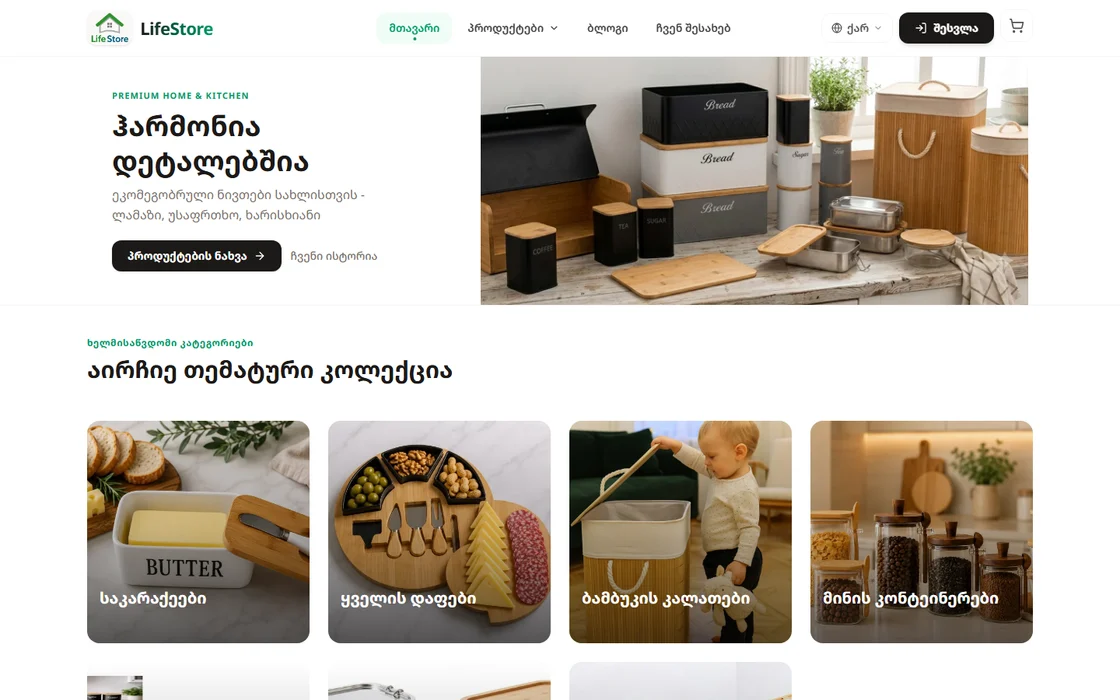 LifeStore
LifeStore
მთავარი
პროდუქტები
ბლოგი
ჩვენ შესახებ
ქარ
შესვლა
PREMIUM HOME & KITCHEN
ჰარმონია
დეტალებშია
ეკომეგობრული ნივთები სახლისთვის -
ლამაზი, უსაფრთხო, ხარისხიანი
პროდუქტების ნახვა →
ჩვენი ისტორია
Bread
Bread
Bread
Sugar
COFFEE
TEA
SUGAR
ხელმისაწვდომი კატეგორიები
აირჩიე თემატური კოლექცია
BUTTER
საკარაქეები
ყველის დაფები
ბამბუკის კალათები
მინის კონტეინერები